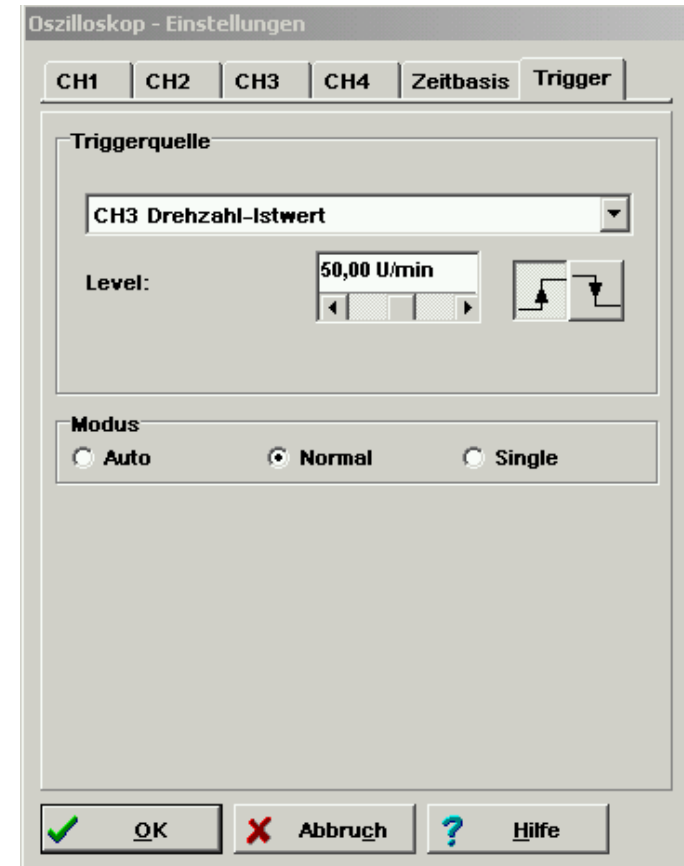 Oszilloskop - Einstellungen
CH1 CH2 CH3 CH4 Zeitbasis Trigger
Triggerquelle
CH3 Drehzahl-Istwert
Level: 50,00 U/min
Modus
Auto Normal Single
OK Abbruch Hilfe